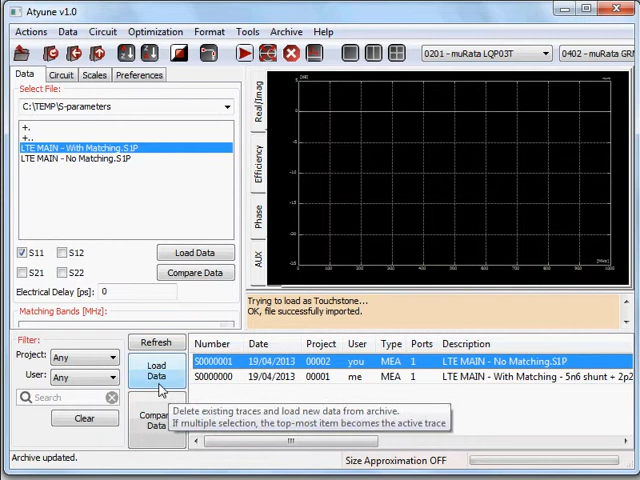 Atyune v1.0
Actions Data Circuit Optimization Format Tools Archive Help
0201 - muRata LQP03T 0402 - muRata GRM
Data Circuit Scales Preferences
Select File:
C:\TEMP\S-parameters
+.
+..
LTE MAIN - With Matching.S1P
LTE MAIN - No Matching.S1P
S11 S12 Load Data
S21 S22 Compare Data
Electrical Delay [ps]: 0
Matching Bands [MHz]:
Real/Imag
Efficiency
Phase
AUX
Trying to load as Touchstone...
OK, file successfully imported.
Filter:
Project: Any
User: Any
Search
Clear
Refresh
Load
Data
Compar
Data
Number Date Project User Type Ports Description
S0000001 19/04/2013 00002 you MEA 1 LTE MAIN - No Matching.S1P
S0000000 19/04/2013 00001 me MEA 1 LTE MAIN - With Matching - 5n6 shunt + 2p2
Delete existing traces and load new data from archive.
If multiple selection, the top-most item becomes the active trace
Archive updated.
Size Approximation OFF